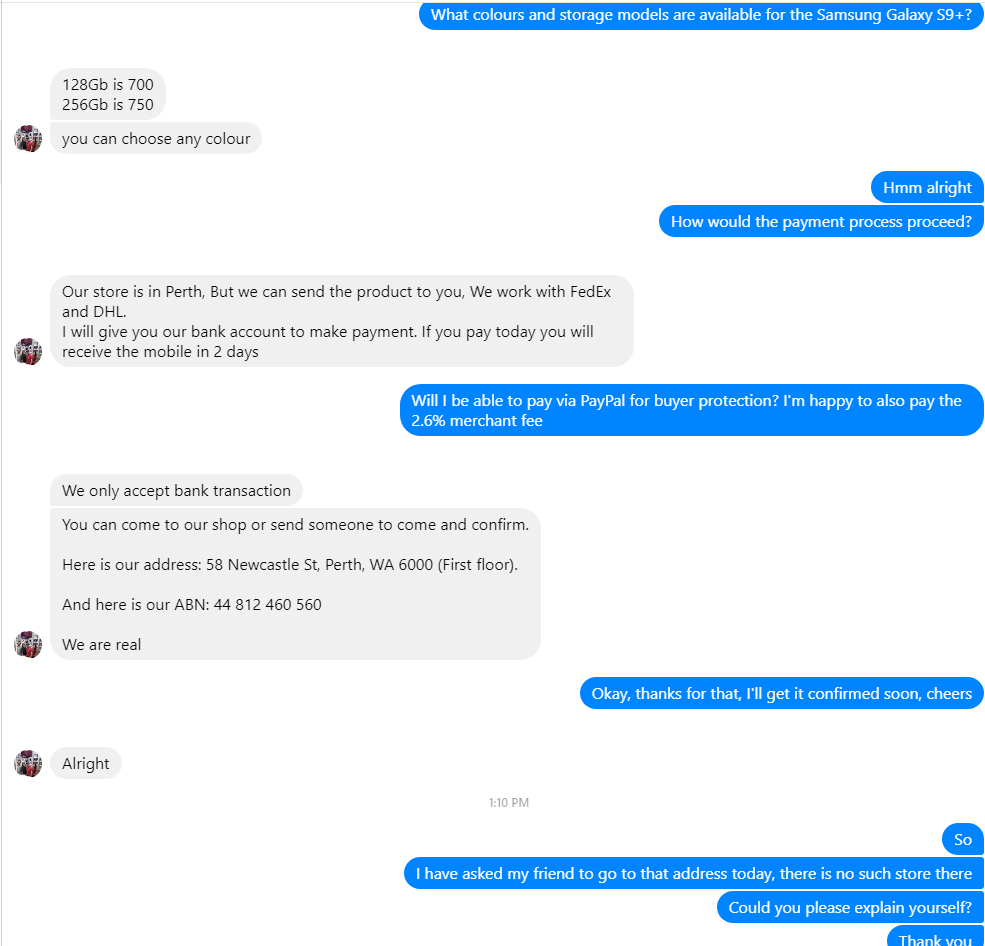 What colours and storage models are available for the Samsung Galaxy S9+?
128Gb is 700
256Gb is 750
you can choose any colour
Hmm alright
How would the payment process proceed?
Our store is in Perth, But we can send the product to you, We work with FedEx
and DHL.
I will give you our bank account to make payment. If you pay today you will
receive the mobile in 2 days
Will I be able to pay via PayPal for buyer protection? I'm happy to also pay the
2.6% merchant fee
We only accept bank transaction
You can come to our shop or send someone to come and confirm.
Here is our address: 58 Newcastle St, Perth, WA 6000 (First floor).
And here is our ABN: 44 812 460 560
We are real
Okay, thanks for that, I'll get it confirmed soon, cheers
Alright
1:10 PM
So
I have asked my friend to go to that address today, there is no such store there
Could you please explain yourself?
Thank you